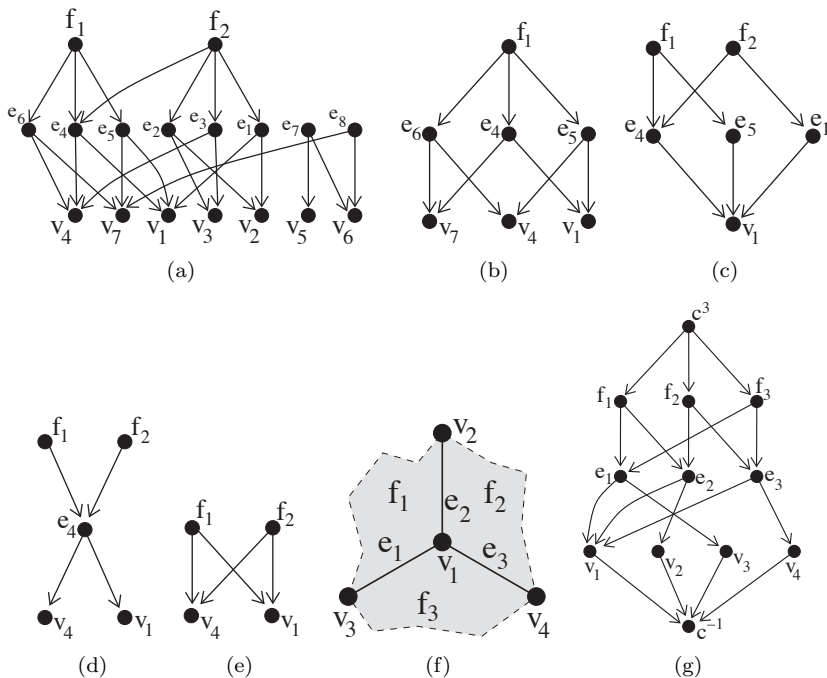 f₁ f₂
e₆ e₄ e₅ e₂ e₃ e₁ e₇ e₈
v₄ v₇ v₁ v₃ v₂ v₅ v₆
(a)
f₁
e₆ e₄ e₅
v₇ v₄ v₁
(b)
f₁ f₂
e₄ e₅ e₁
v₁
(c)
f₁ f₂
e₄
v₄ v₁
(d)
f₁ f₂
v₄ v₁
(e)
v₂
f₁ f₂
e₂
e₁ e₃
v₁
v₃ f₃ v₄
(f)
c³
f₁ f₂ f₃
e₁ e₂ e₃
v₁ v₂ v₃ v₄
c⁻¹
(g)